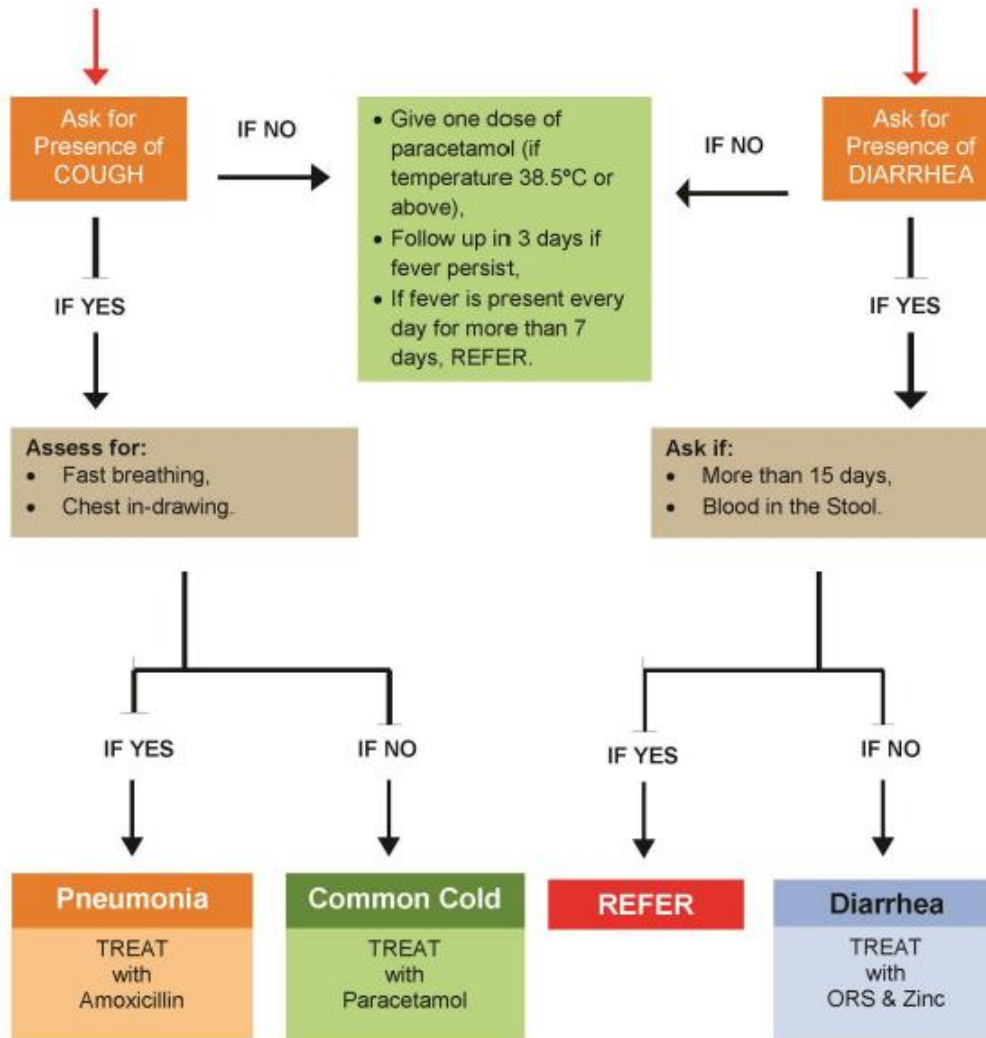 Ask for
Presence of
COUGH
IF NO
• Give one dose of
paracetamol (if
temperature 38.5ºC or
above),
• Follow up in 3 days if
fever persist,
• If fever is present every
day for more than 7
days, REFER.
IF NO
Ask for
Presence of
DIARRHEA
IF YES
IF YES
Assess for:
• Fast breathing,
• Chest in-drawing.
Ask if:
• More than 15 days,
• Blood in the Stool.
IF YES
IF NO
IF YES
IF NO
Pneumonia
TREAT
with
Amoxicillin
Common Cold
TREAT
with
Paracetamol
REFER
Diarrhea
TREAT
with
ORS & Zinc